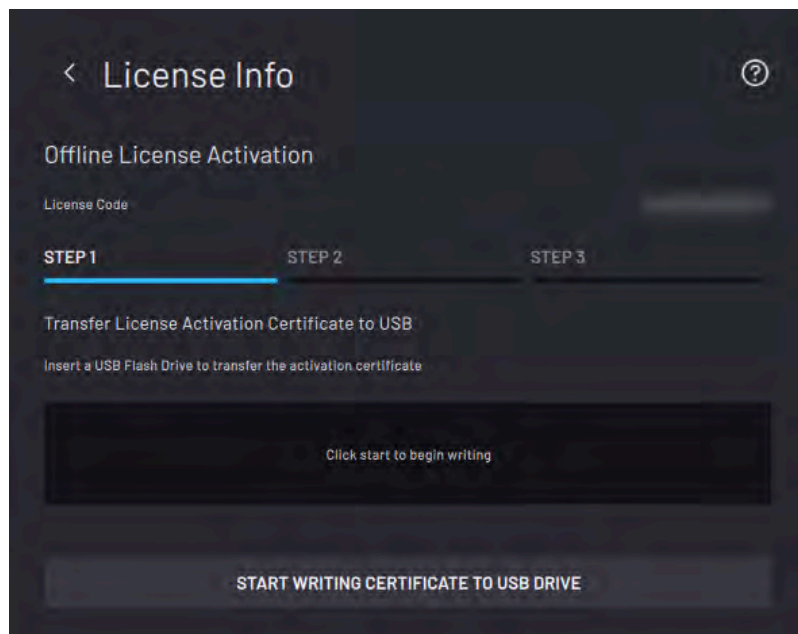 License Info
Offline License Activation
License Code
STEP 1 STEP 2 STEP 3
Transfer License Activation Certificate to USB
Insert a USB Flash Drive to transfer the activation certificate
Click start to begin writing
START WRITING CERTIFICATE TO USB DRIVE